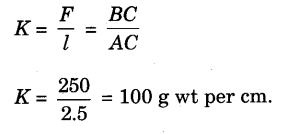 K = F/l = BC/AC
K = 250/2.5 = 100 g wt per cm.